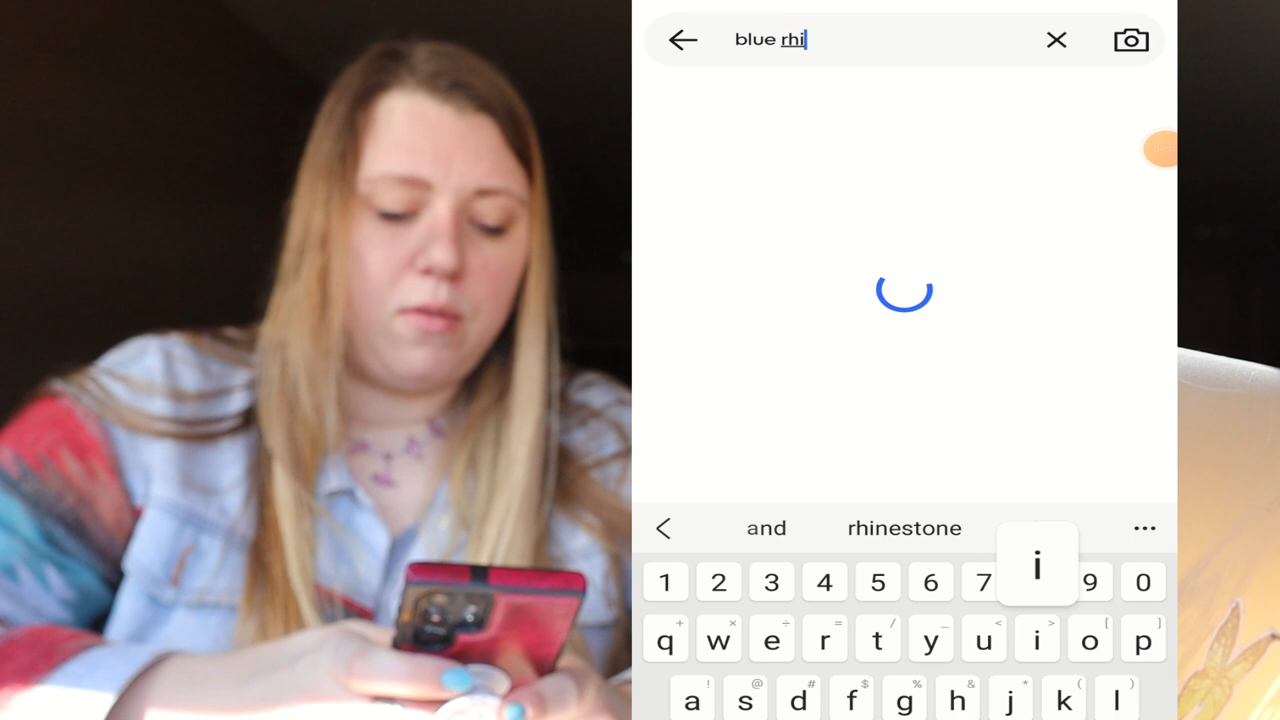 blue rhi
and rhinestone
i
1 2 3 4 5 6 7 9 0
+ × ÷ = / _ < > [ ]
q w e r t y u i o p
! @ # $ % & - * ( )
a s d f g h j k l